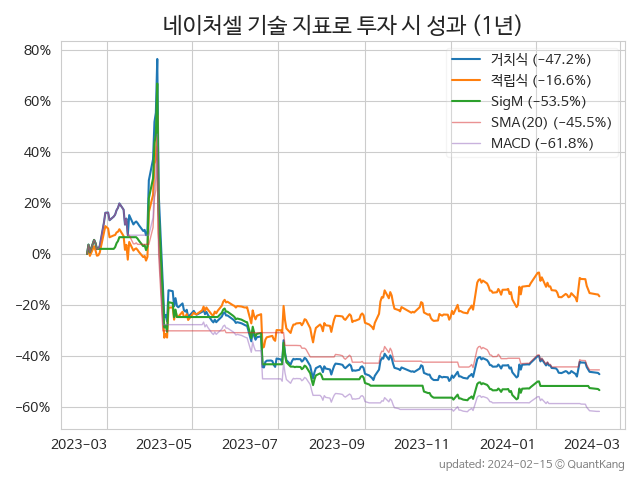 네이처셀 기술 지표로 투자 시 성과 (1년)
거치식 (−47.2%)
적립식 (−16.6%)
SigM (−53.5%)
SMA(20) (−45.5%)
MACD (−61.8%)
80%
60%
40%
20%
0%
−20%
−40%
−60%
2023-03 2023-05 2023-07 2023-09 2023-11 2024-01 2024-03
updated: 2024-02-15 © QuantKang